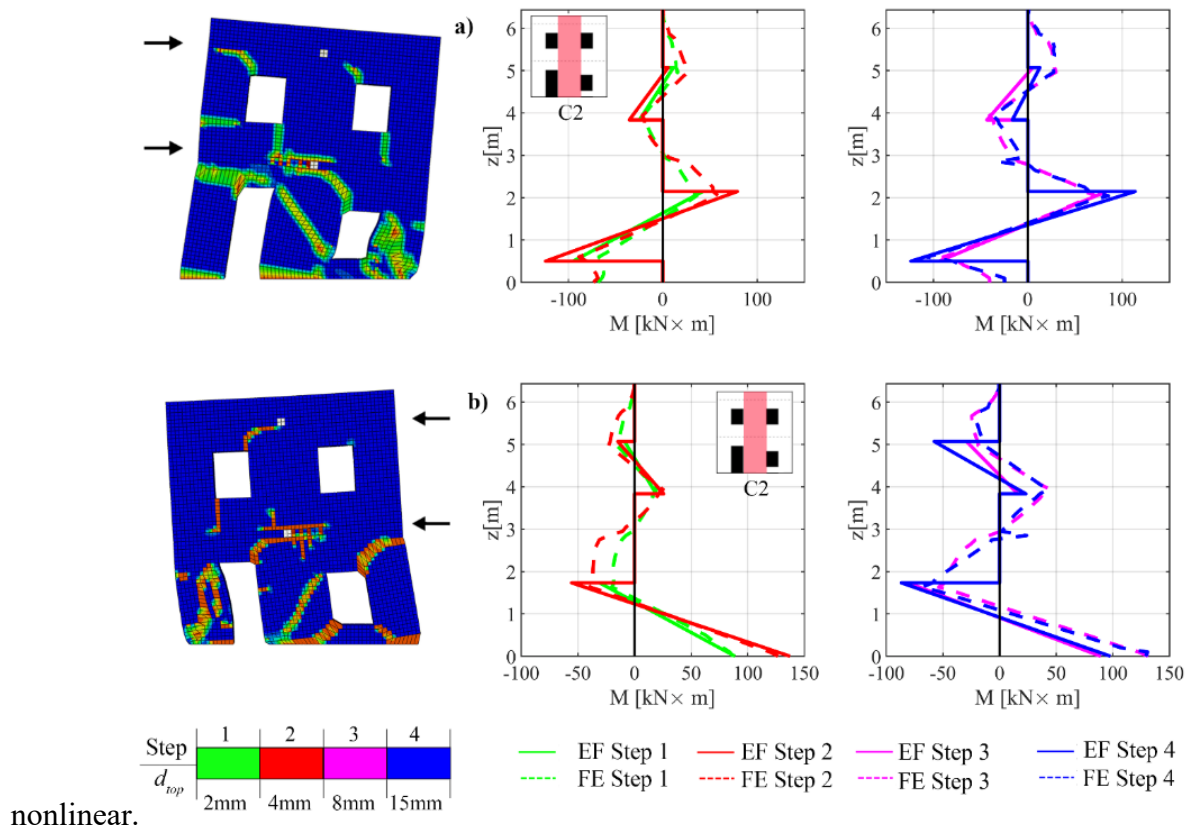 a)
6
5
4
3
2
1
0
z[m]
C2
-100 0 100
M [kN× m]
6
5
4
3
2
1
0
z[m]
-100 0 100
M [kN× m]
b)
6
5
4
3
2
1
0
z[m]
C2
-100 -50 0 50 100 150
M [kN× m]
6
5
4
3
2
1
0
z[m]
-100 -50 0 50 100 150
M [kN× m]
Step 1 2 3 4
d_top 2mm 4mm 8mm 15mm
EF Step 1 EF Step 2 EF Step 3 EF Step 4
FE Step 1 FE Step 2 FE Step 3 FE Step 4
nonlinear.